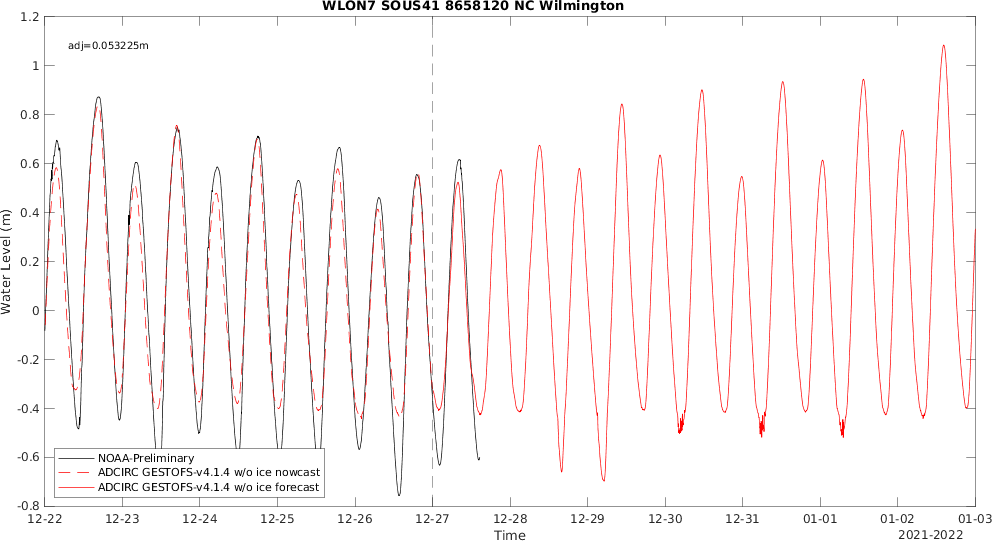 WLON7 SOUS41 8658120 NC Wilmington
adj=0.053225m
1.2
1
0.8
0.6
0.4
0.2
0
-0.2
-0.4
-0.6
-0.8
Water Level (m)
NOAA-Preliminary
ADCIRC GESTOFS-v4.1.4 w/o ice nowcast
ADCIRC GESTOFS-v4.1.4 w/o ice forecast
12-22 12-23 12-24 12-25 12-26 12-27 12-28 12-29 12-30 12-31 01-01 01-02 01-03
Time
2021-2022